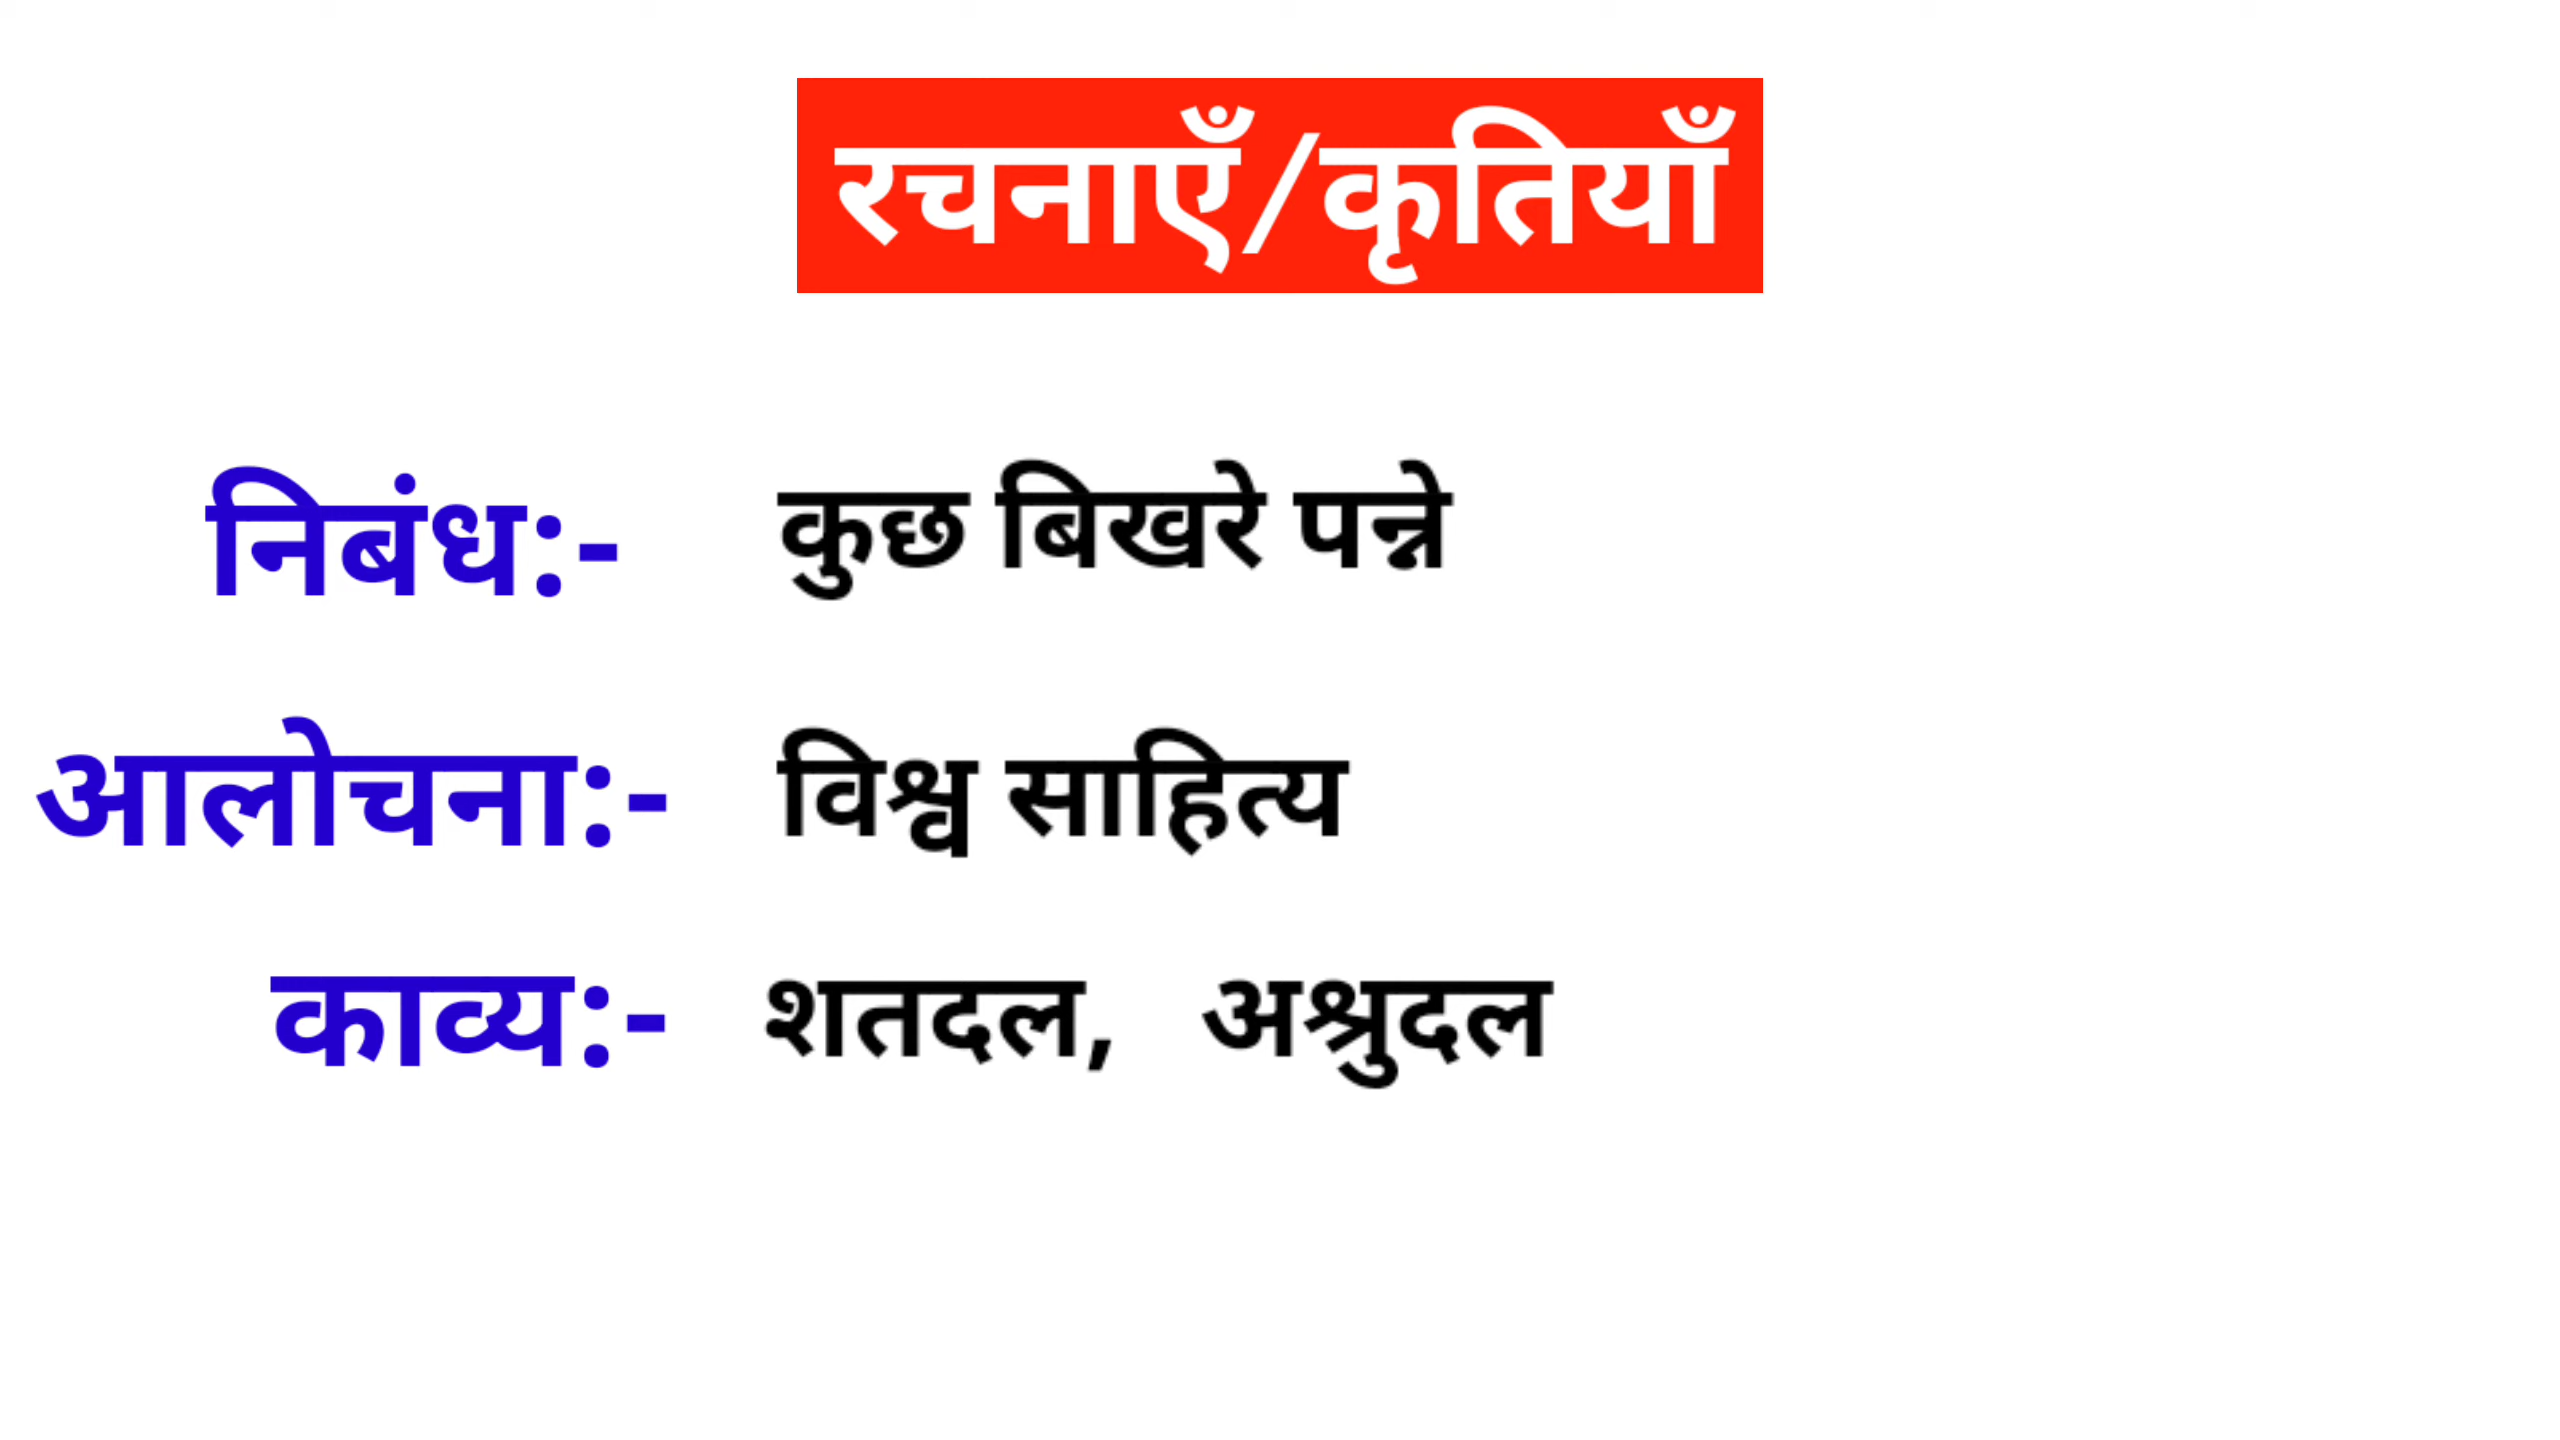 रचनाएँ/कृतियाँ
निबंध:- कुछ बिखरे पन्ने
आलोचना:- विश्व साहित्य
काव्य:- शतदल, अश्रुदल